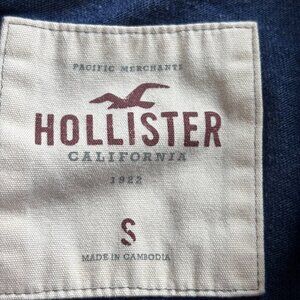 PACIFIC MERCHANTS
HOLLISTER
CALIFORNIA
1922
S
MADE IN CAMBODIA